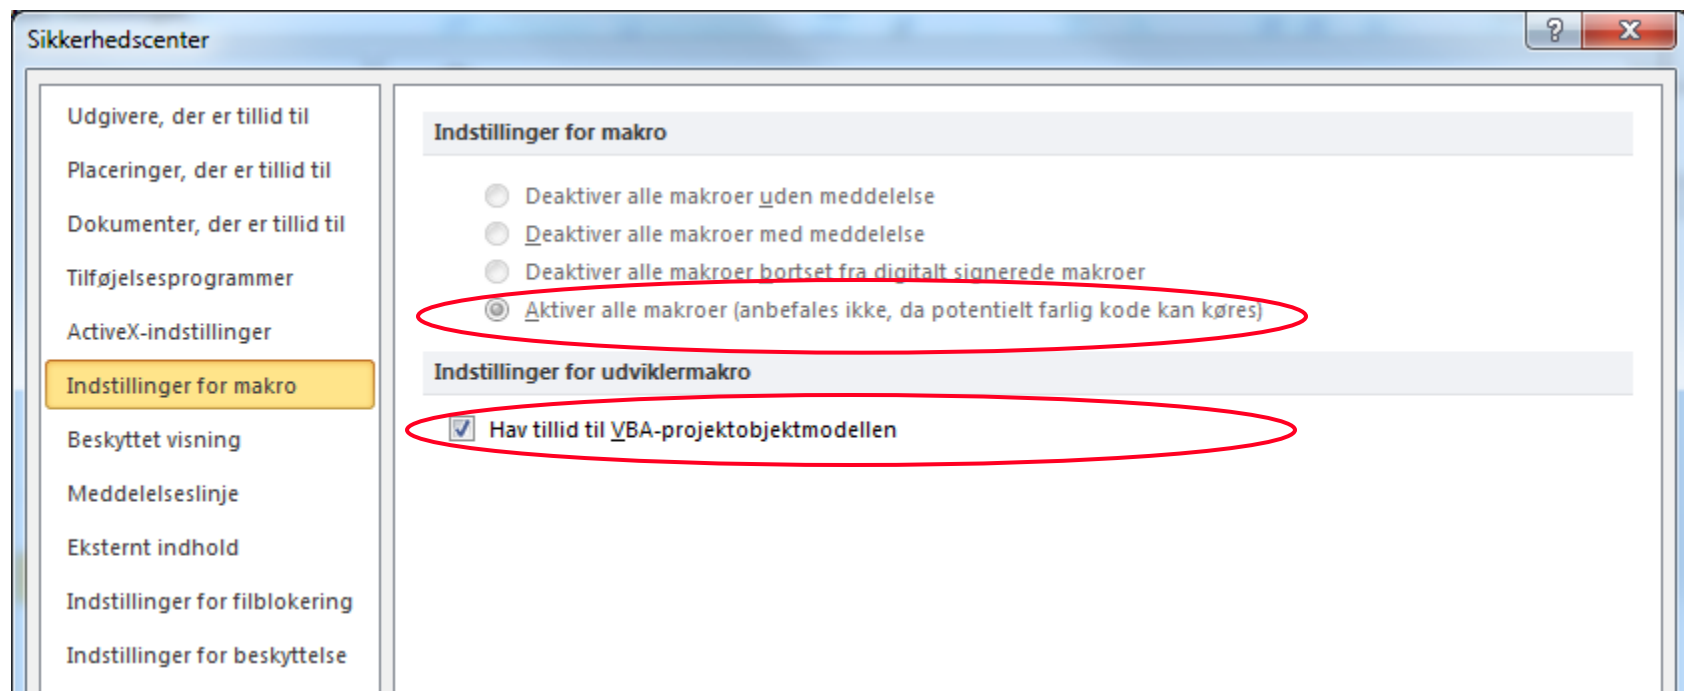 Sikkerhedscenter
Udgivere, der er tillid til
Placeringer, der er tillid til
Dokumenter, der er tillid til
Tilføjelsesprogrammer
ActiveX-indstillinger
Indstillinger for makro
Beskyttet visning
Meddelelseslinje
Eksternt indhold
Indstillinger for filblokering
Indstillinger for beskyttelse
Indstillinger for makro
Deaktiver alle makroer uden meddelelse
Deaktiver alle makroer med meddelelse
Deaktiver alle makroer bortset fra digitalt signerede makroer
Aktiver alle makroer (anbefales ikke, da potentielt farlig kode kan køres)
Indstillinger for udviklermakro
Hav tillid til VBA-projektobjektmodellen